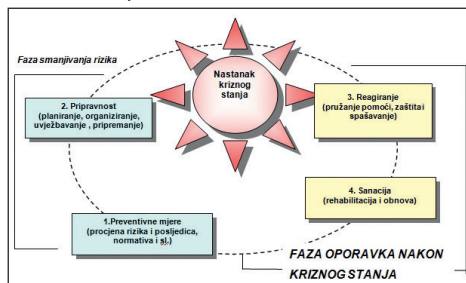 Faza smanjivanja rizika
Nastanak
kriznog
stanja
2. Pripravnost
(planiranje, organiziranje,
uvježbavanje , pripremanje)
3. Reagiranje
(pružanje pomoći, zaštita i
spašavanje)
4. Sanacija
(rehabilitacija i obnova)
1.Preventivne mjere
(procjena rizika i posljedica,
normativa i sl.)
FAZA OPORAVKA NAKON
KRIZNOG STANJA